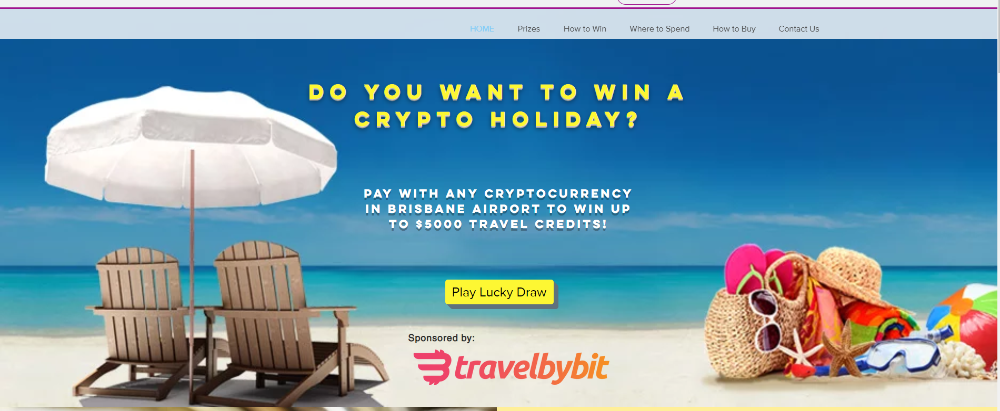 HOME Prizes How to Win Where to Spend How to Buy Contact Us
DO YOU WANT TO WIN A
CRYPTO HOLIDAY?
PAY WITH ANY CRYPTOCURRENCY
IN BRISBANE AIRPORT TO WIN UP
TO $5000 TRAVEL CREDITS!
Play Lucky Draw
Sponsored by:
travelbybit